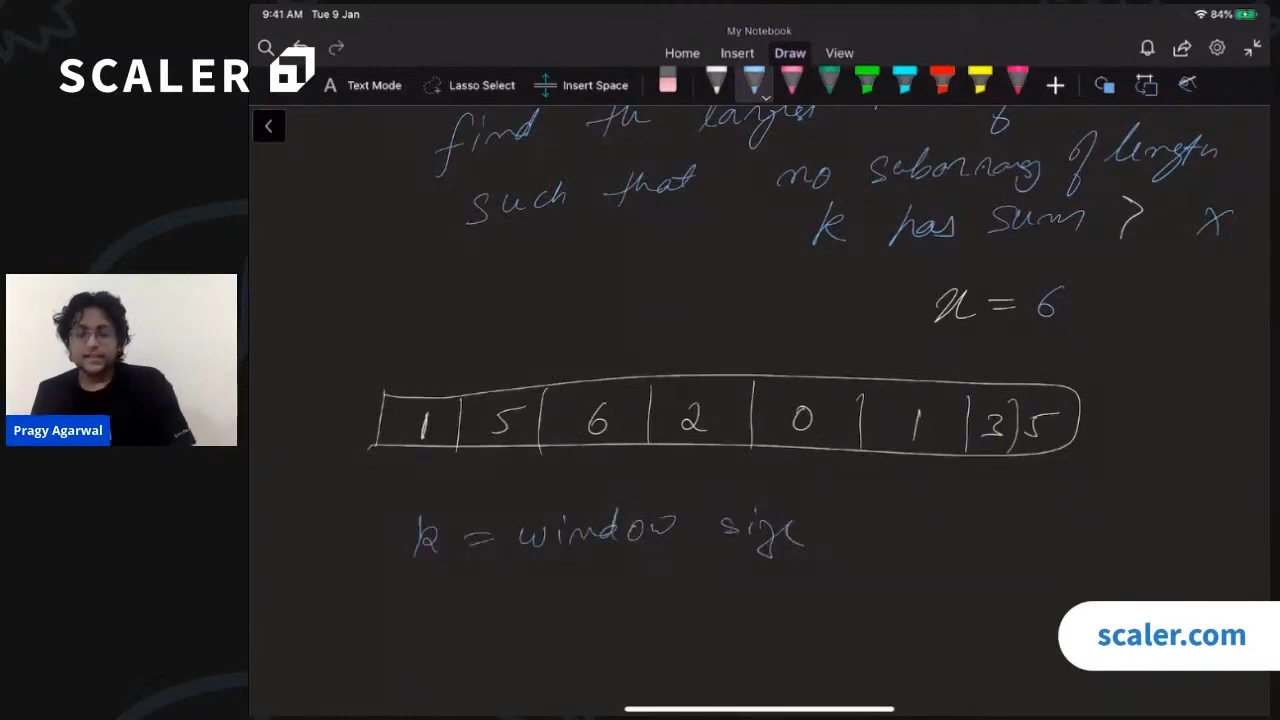 9:41 AM Tue 9 Jan
84%
My Notebook
SCALER
Home Insert Draw View
A Text Mode Lasso Select Insert Space
find th
such that no subarray of length
k has sum > x
x = 6
1 5 6 2 0 1 3 5
Pragy Agarwal
k = window size
scaler.com